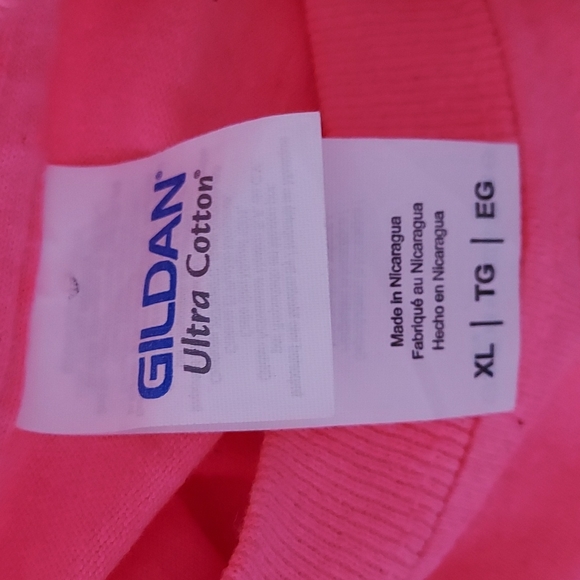 GILDAN®
Ultra Cotton®
Made in Nicaragua
Fabriqué au Nicaragua
Hecho en Nicaragua
XL | TG | EG